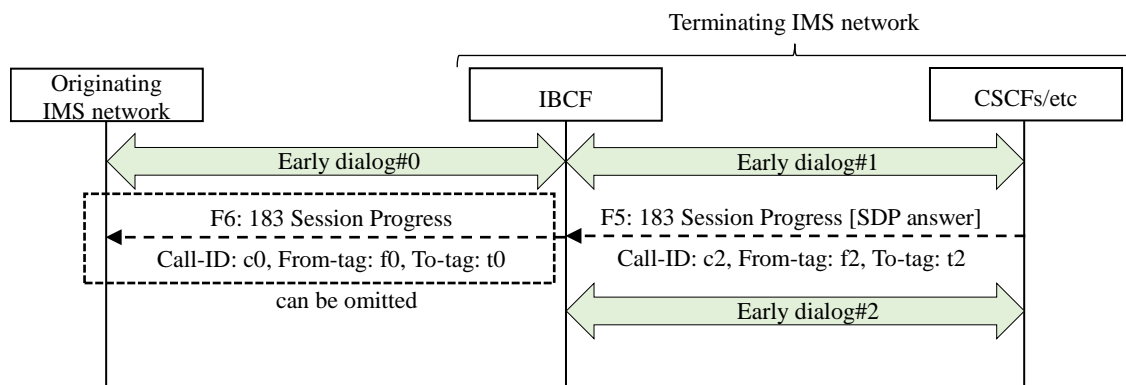 Terminating IMS network
Originating
IMS network
IBCF
CSCFs/etc
Early dialog#0
Early dialog#1
F6: 183 Session Progress
F5: 183 Session Progress [SDP answer]
Call-ID: c0, From-tag: f0, To-tag: t0
Call-ID: c2, From-tag: f2, To-tag: t2
can be omitted
Early dialog#2